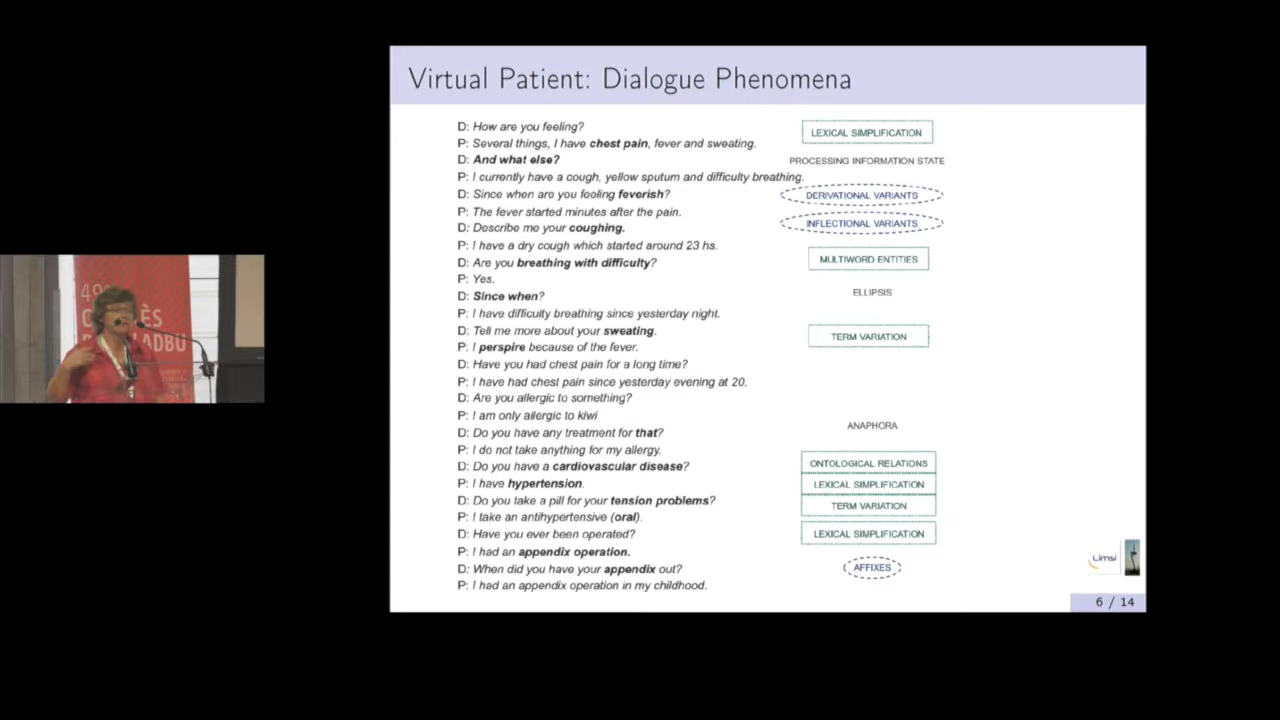 Virtual Patient: Dialogue Phenomena
D: How are you feeling?
P: Several things, I have chest pain, fever and sweating.
D: And what else?
P: I currently have a cough, yellow sputum and difficulty breathing.
D: Since when are you feeling feverish?
P: The fever started minutes after the pain.
D: Describe me your coughing.
P: I have a dry cough which started around 23 hs.
D: Are you breathing with difficulty?
P: Yes.
D: Since when?
P: I have difficulty breathing since yesterday night.
D: Tell me more about your sweating.
P: I perspire because of the fever.
D: Have you had chest pain for a long time?
P: I have had chest pain since yesterday evening at 20.
D: Are you allergic to something?
P: I am only allergic to kiwi
D: Do you have any treatment for that?
P: I do not take anything for my allergy.
D: Do you have a cardiovascular disease?
P: I have hypertension.
D: Do you take a pill for your tension problems?
P: I take an antihypertensive (oral).
D: Have you ever been operated?
P: I had an appendix operation.
D: When did you have your appendix out?
P: I had an appendix operation in my childhood.
LEXICAL SIMPLIFICATION
PROCESSING INFORMATION STATE
DERIVATIONAL VARIANTS
INFLECTIONAL VARIANTS
MULTIWORD ENTITIES
ELLIPSIS
TERM VARIATION
ANAPHORA
ONTOLOGICAL RELATIONS
LEXICAL SIMPLIFICATION
TERM VARIATION
LEXICAL SIMPLIFICATION
AFFIXES
Limsi
6 / 14